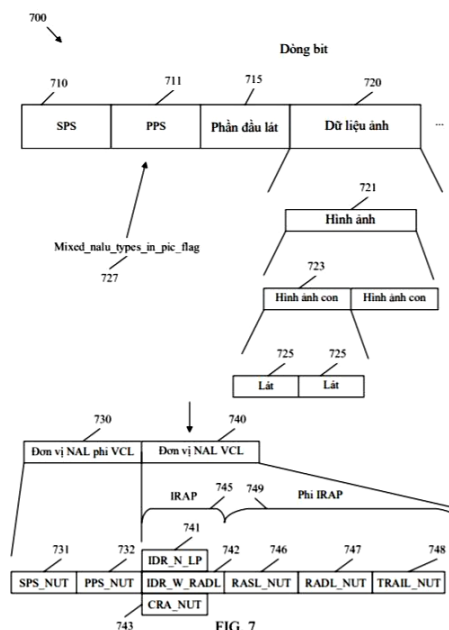 700
Dòng bit
710
711
715
720
SPS
PPS
Phần đầu lát
Dữ liệu ảnh
...
721
Hình ảnh
Mixed_nalu_types_in_pic_flag
727
723
Hình ảnh con
Hình ảnh con
725
725
Lát
Lát
730
740
Đơn vị NAL phi VCL
Đơn vị NAL VCL
IRAP
745
749
Phi IRAP
741
731
732
IDR_N_LP
742
746
747
748
SPS_NUT
PPS_NUT
IDR_W_RADL
RASL_NUT
RADL_NUT
TRAIL_NUT
CRA_NUT
743
FIG. 7